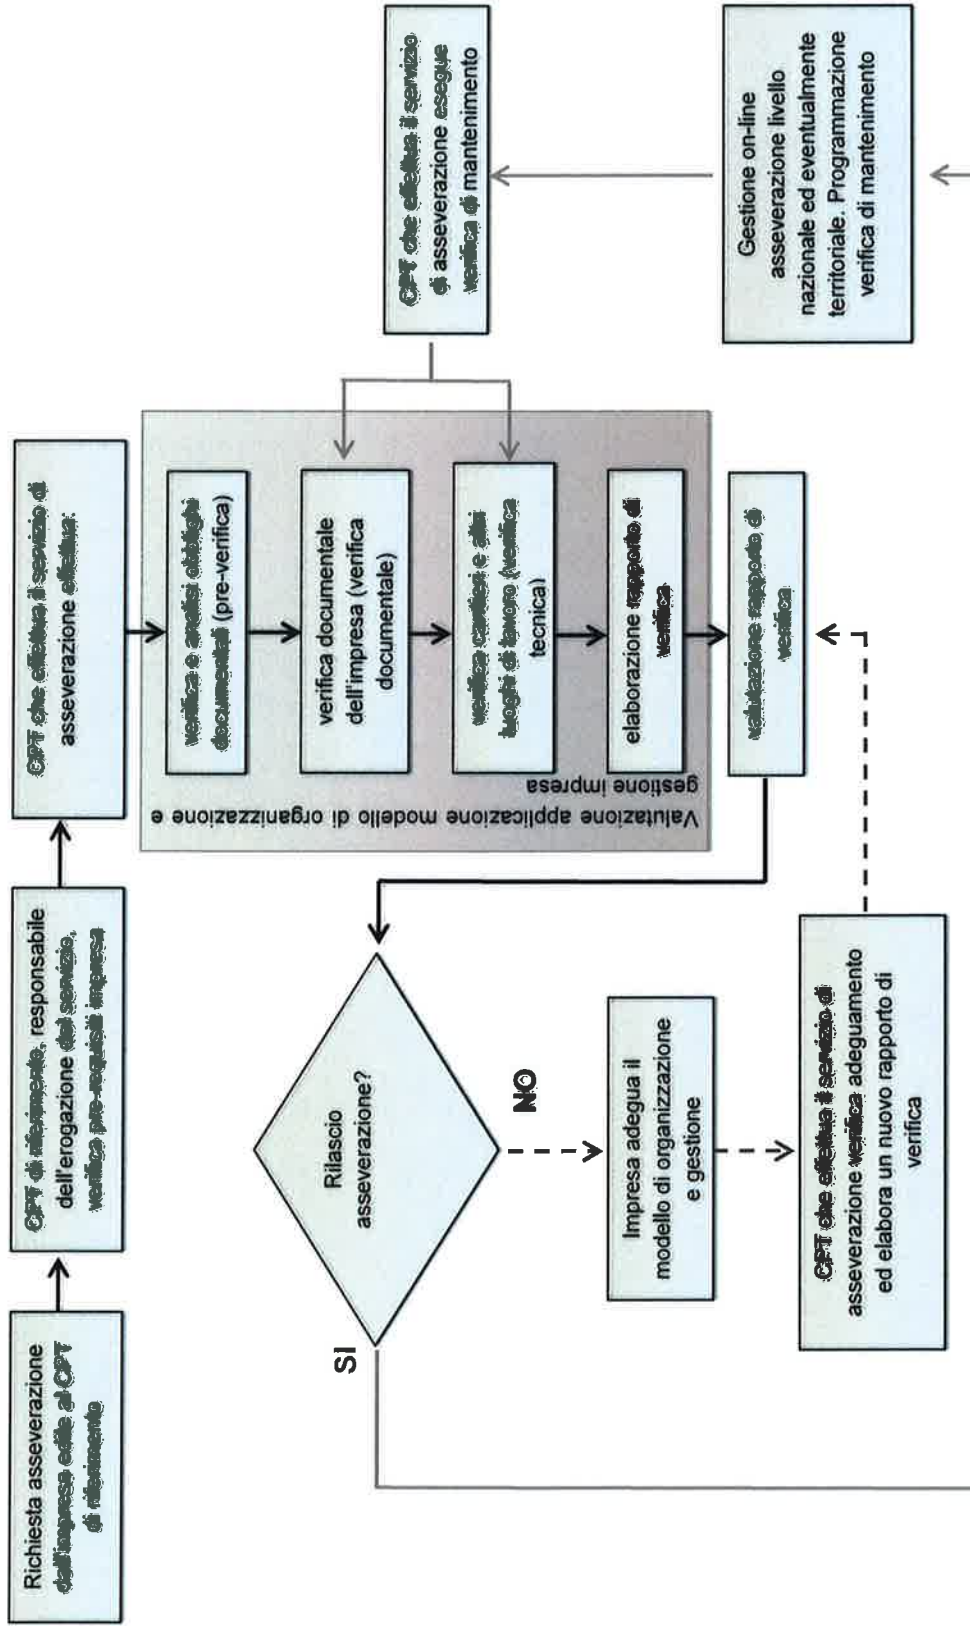 Richiesta asseverazione
dall'impresa edile al CPT
di riferimento
CPT di riferimento, responsabile
dell'erogazione del servizio,
verifica pre-requisiti impresa
CPT che effettua il servizio di
asseverazione effettua:
Valutazione applicazione modello di organizzazione e
gestione impresa
verifica e analisi obblighi
documentali (pre-verifica)
verifica documentale
dell'impresa (verifica
documentale)
verifica cantieri e altri
luoghi di lavoro (verifica
tecnica)
elaborazione rapporto di
verifica
valutazione rapporto di
verifica
Rilascio
asseverazione?
SI
NO
Impresa adegua il
modello di organizzazione
e gestione
CPT che effettua il servizio di
asseverazione verifica adeguamento
ed elabora un nuovo rapporto di
verifica
CPT che effettua il servizio
di asseverazione esegue
verifica di mantenimento
Gestione on-line
asseverazione livello
nazionale ed eventualmente
territoriale. Programmazione
verifica di mantenimento